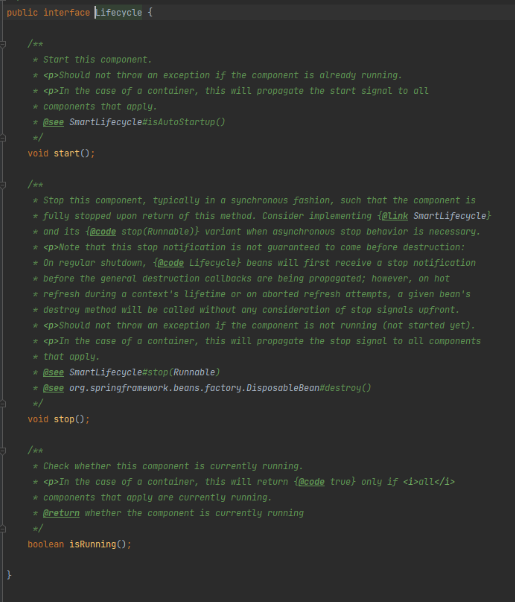 public interface Lifecycle {
/**
* Start this component.
* <p>Should not throw an exception if the component is already running.
* <p>In the case of a container, this will propagate the start signal to all
* components that apply.
* @see SmartLifecycle#isAutoStartup()
*/
void start();
/**
* Stop this component, typically in a synchronous fashion, such that the component is
* fully stopped upon return of this method. Consider implementing {@link SmartLifecycle}
* and its {@code stop(Runnable)} variant when asynchronous stop behavior is necessary.
* <p>Note that this stop notification is not guaranteed to come before destruction:
* On regular shutdown, {@code Lifecycle} beans will first receive a stop notification
* before the general destruction callbacks are being propagated; however, on hot
* refresh during a context's lifetime or on aborted refresh attempts, a given bean's
* destroy method will be called without any consideration of stop signals upfront.
* <p>Should not throw an exception if the component is not running (not started yet).
* <p>In the case of a container, this will propagate the stop signal to all components
* that apply.
* @see SmartLifecycle#stop(Runnable)
* @see org.springframework.beans.factory.DisposableBean#destroy()
*/
void stop();
/**
* Check whether this component is currently running.
* <p>In the case of a container, this will return {@code true} only if <i>all</i>
* components that apply are currently running.
* @return whether the component is currently running
*/
boolean isRunning();
}